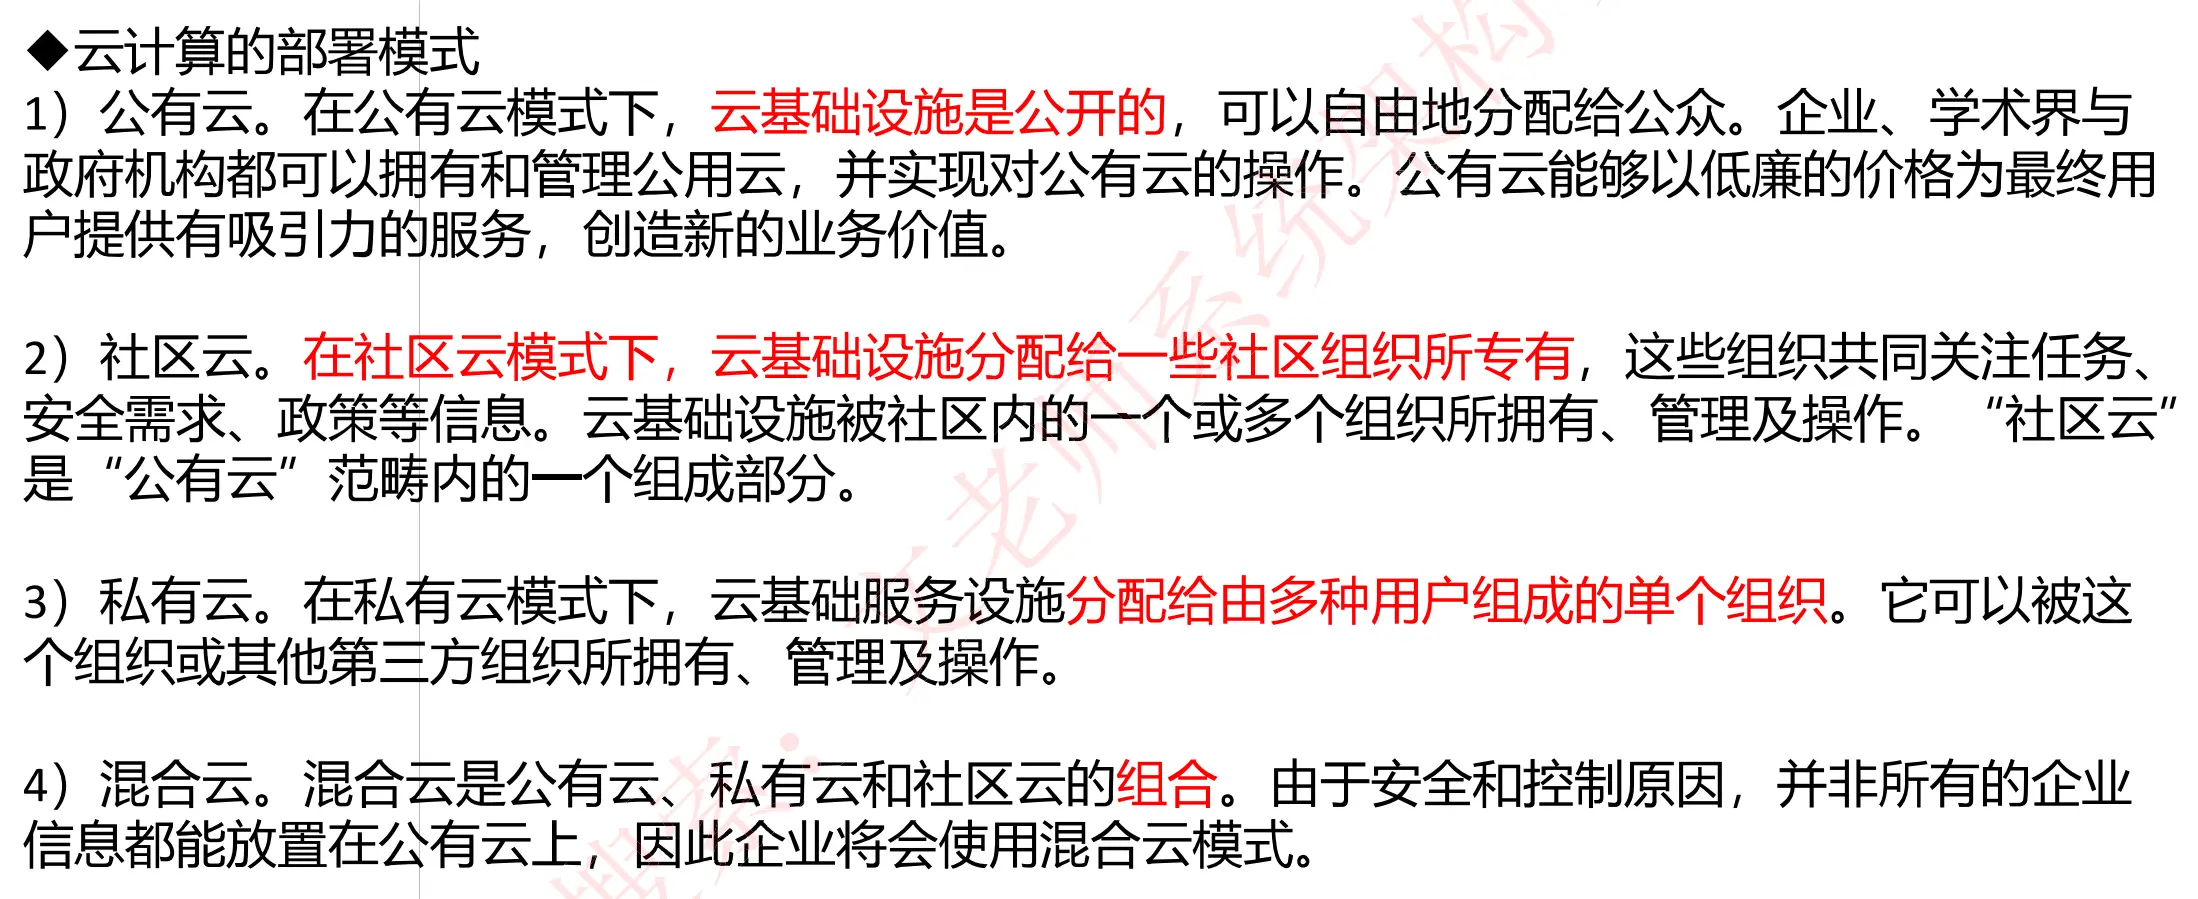 ◆云计算的部署模式
1）公有云。在公有云模式下，云基础设施是公开的，可以自由地分配给公众。企业、学术界与
政府机构都可以拥有和管理公用云，并实现对公有云的操作。公有云能够以低廉的价格为最终用
户提供有吸引力的服务，创造新的业务价值。
2）社区云。在社区云模式下，云基础设施分配给一些社区组织所专有，这些组织共同关注任务、
安全需求、政策等信息。云基础设施被社区内的一个或多个组织所拥有、管理及操作。“社区云”
是“公有云”范畴内的一个组成部分。
3）私有云。在私有云模式下，云基础服务设施分配给由多种用户组成的单个组织。它可以被这
个组织或其他第三方组织所拥有、管理及操作。
4）混合云。混合云是公有云、私有云和社区云的组合。由于安全和控制原因，并非所有的企业
信息都能放置在公有云上，因此企业将会使用混合云模式。
搜索：文老师系统架构